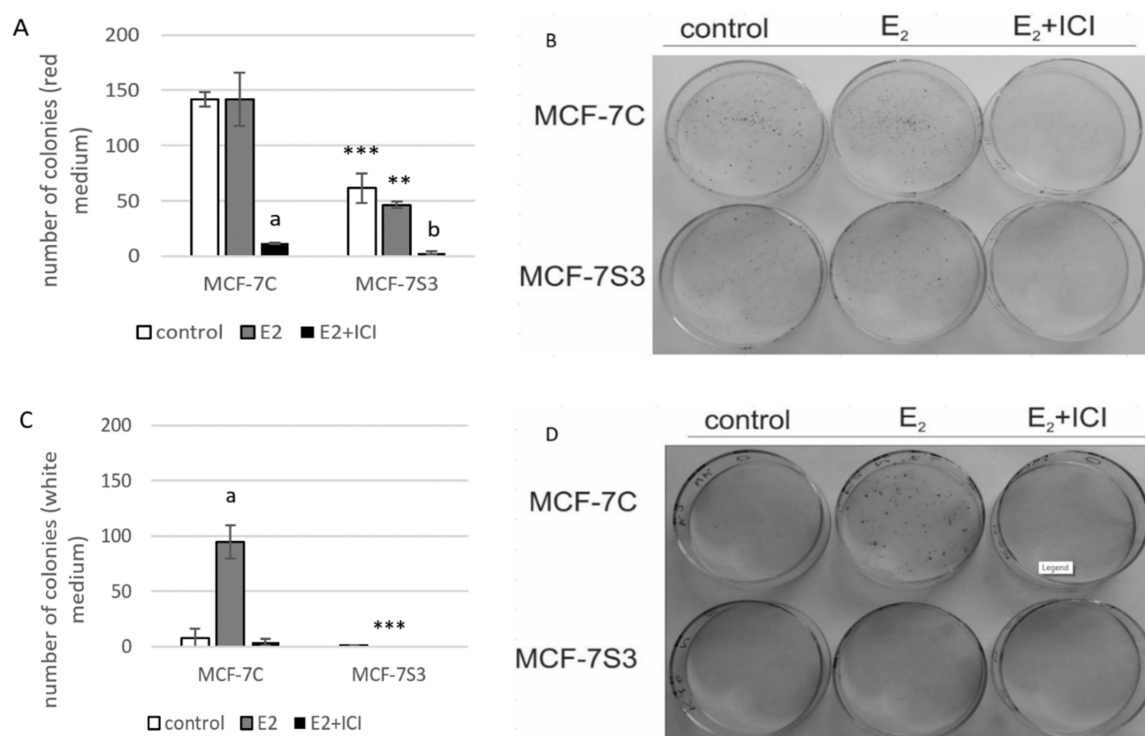 A
number of colonies (red
medium)
200
150
100
50
0
***
**
a
b
MCF-7C
MCF-7S3
control
E2
E2+ICI
B
control
E₂
E₂+ICI
MCF-7C
MCF-7S3
C
number of colonies (white
medium)
200
150
100
50
0
a
***
MCF-7C
MCF-7S3
control
E2
E2+ICI
D
control
E₂
E₂+ICI
MCF-7C
Legend
MCF-7S3